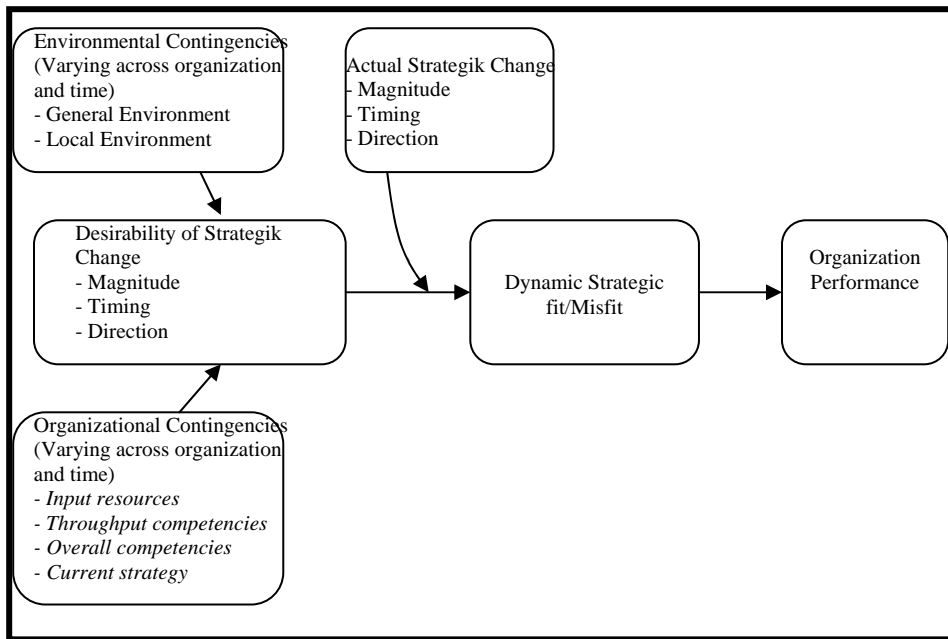 Environmental Contingencies
(Varying across organization
and time)
- General Environment
- Local Environment
Actual Strategik Change
- Magnitude
- Timing
- Direction
Desirability of Strategik
Change
- Magnitude
- Timing
- Direction
Dynamic Strategic
fit/Misfit
Organization
Performance
Organizational Contingencies
(Varying across organization
and time)
- Input resources
- Throughput competencies
- Overall competencies
- Current strategy